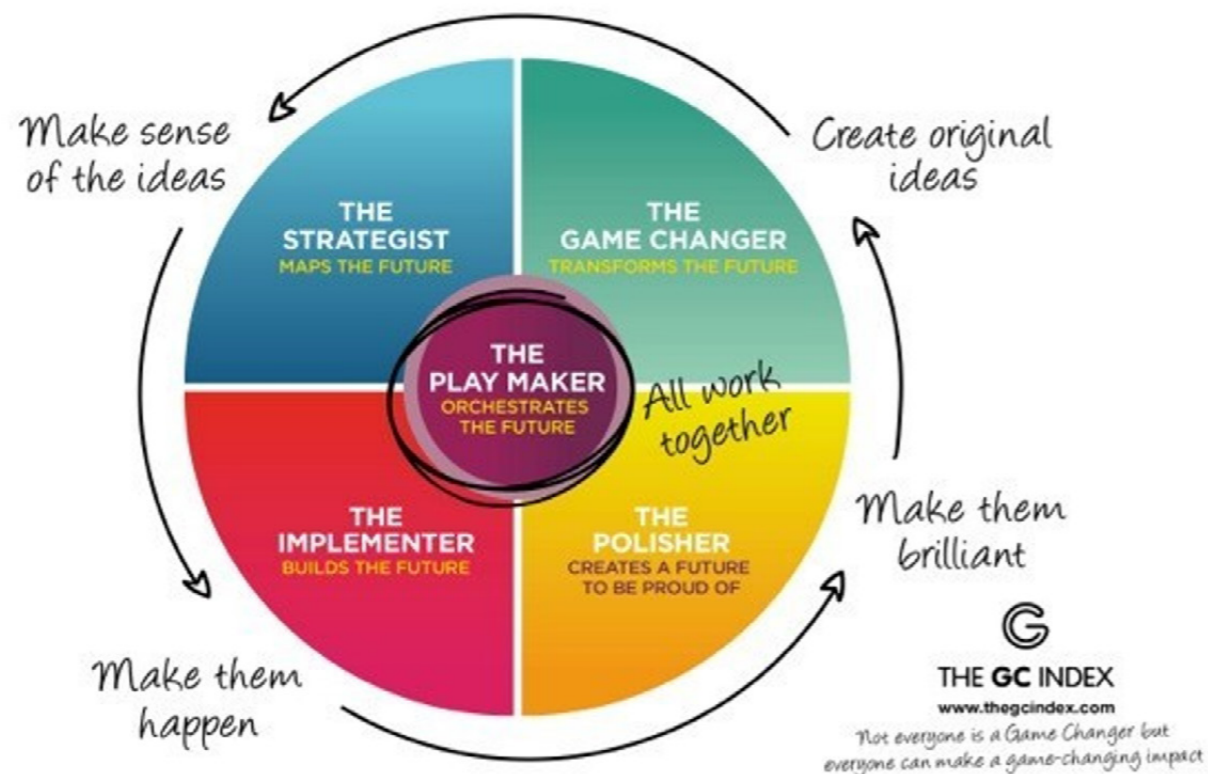 Make sense
of the ideas
Create original
ideas
THE
STRATEGIST
MAPS THE FUTURE
THE
GAME CHANGER
TRANSFORMS THE FUTURE
THE
PLAY MAKER
ORCHESTRATES
THE FUTURE
All work
together
THE
IMPLEMENTER
BUILDS THE FUTURE
THE
POLISHER
CREATES A FUTURE
TO BE PROUD OF
Make them
brilliant
Make them
happen
G
THE GC INDEX
www.thegcindex.com
Not everyone is a Game Changer but
everyone can make a game-changing impact